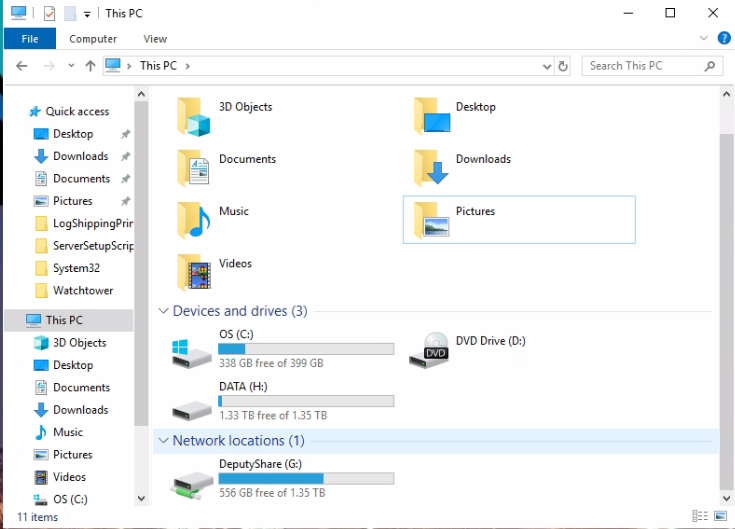 This PC
File Computer View
This PC
Search This PC
Quick access
Desktop
Downloads
Documents
Pictures
LogShippingPrir
ServerSetupScrip
System32
Watchtower
This PC
3D Objects
Desktop
Documents
Downloads
Music
Pictures
Videos
OS (C:)
3D Objects
Desktop
Documents
Downloads
Music
Pictures
Videos
Devices and drives (3)
OS (C:)
338 GB free of 399 GB
DVD Drive (D:)
DVD
DATA (H:)
1.33 TB free of 1.35 TB
Network locations (1)
DeputyShare (G:)
556 GB free of 1.35 TB
11 items